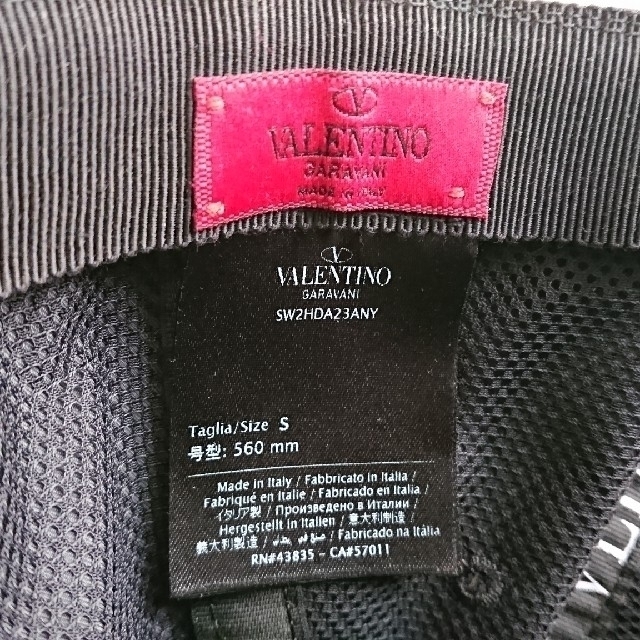 VALENTINO
GARAVANI
MADE IN ITALY
VALENTINO
GARAVANI
SW2HDA23ANY
Taglia/Size S
号型: 560 mm
Made in Italy / Fabbricato in Italia /
Fabriqué en Italie / Fabricado en Italia /
イタリア製 / Произведено в Италии /
Hergestellt in Italien / 意大利制造 /
義大利製造 / Fabricado na Itália
RN#43835 - CA#57011